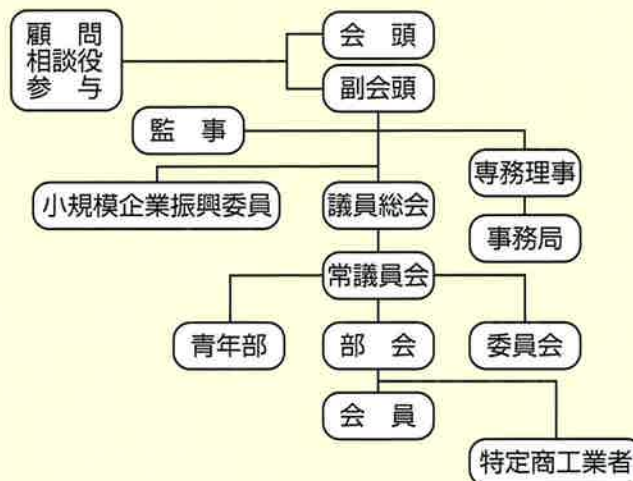 顧　問
相談役
参　与
会　頭
副会頭
監　事
専務理事
小規模企業振興委員
議員総会
事務局
常議員会
青年部
部　会
委員会
会　員
特定商工業者